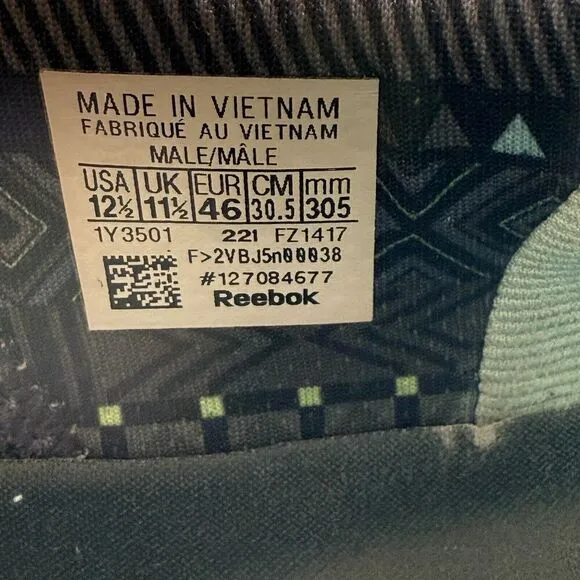 MADE IN VIETNAM
FABRIQUÉ AU VIETNAM
MALE/MÂLE
USA UK EUR CM mm
12½ 11½ 46 30.5 305
1Y3501 221 FZ1417
F>2VBJ5n00038
#127084677
Reebok